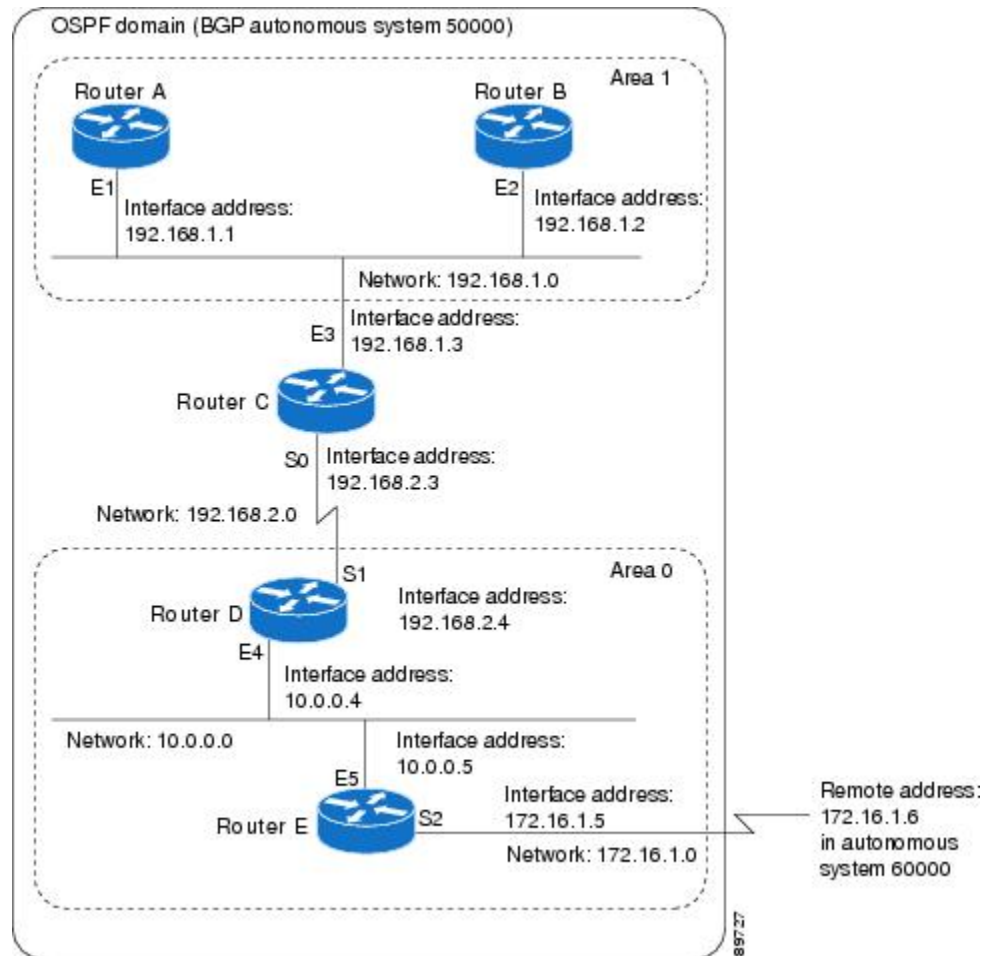 OSPF domain (BGP autonomous system 50000)
Area 1
Router A
Router B
E1
Interface address:
192.168.1.1
E2
Interface address:
192.168.1.2
Network: 192.168.1.0
E3
Interface address:
192.168.1.3
Router C
S0
Interface address:
192.168.2.3
Network: 192.168.2.0
Area 0
S1
Router D
Interface address:
192.168.2.4
E4
Interface address:
10.0.0.4
Network: 10.0.0.0
Interface address:
10.0.0.5
E5
Router E
S2
Interface address:
172.16.1.5
Network: 172.16.1.0
Remote address:
172.16.1.6
in autonomous
system 60000
89727